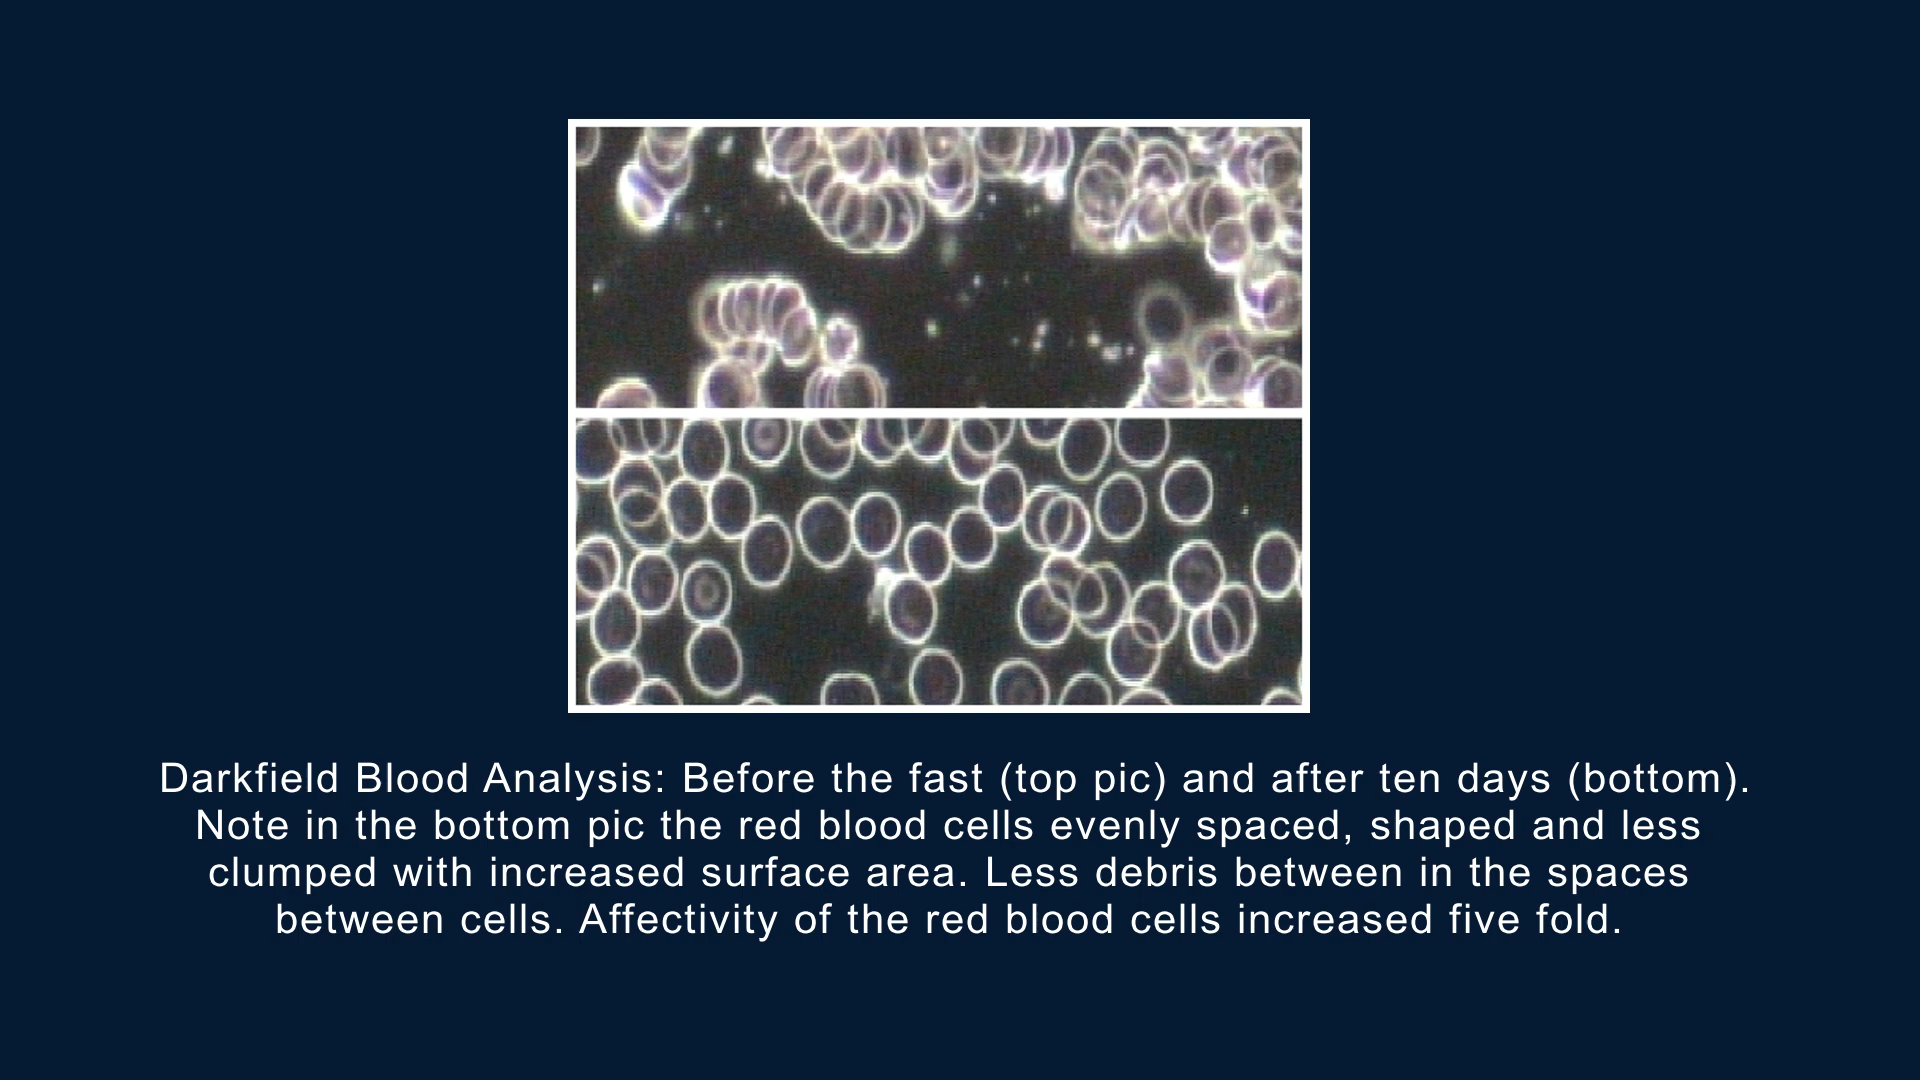 Darkfield Blood Analysis: Before the fast (top pic) and after ten days (bottom).
Note in the bottom pic the red blood cells evenly spaced, shaped and less
clumped with increased surface area. Less debris between in the spaces
between cells. Affectivity of the red blood cells increased five fold.